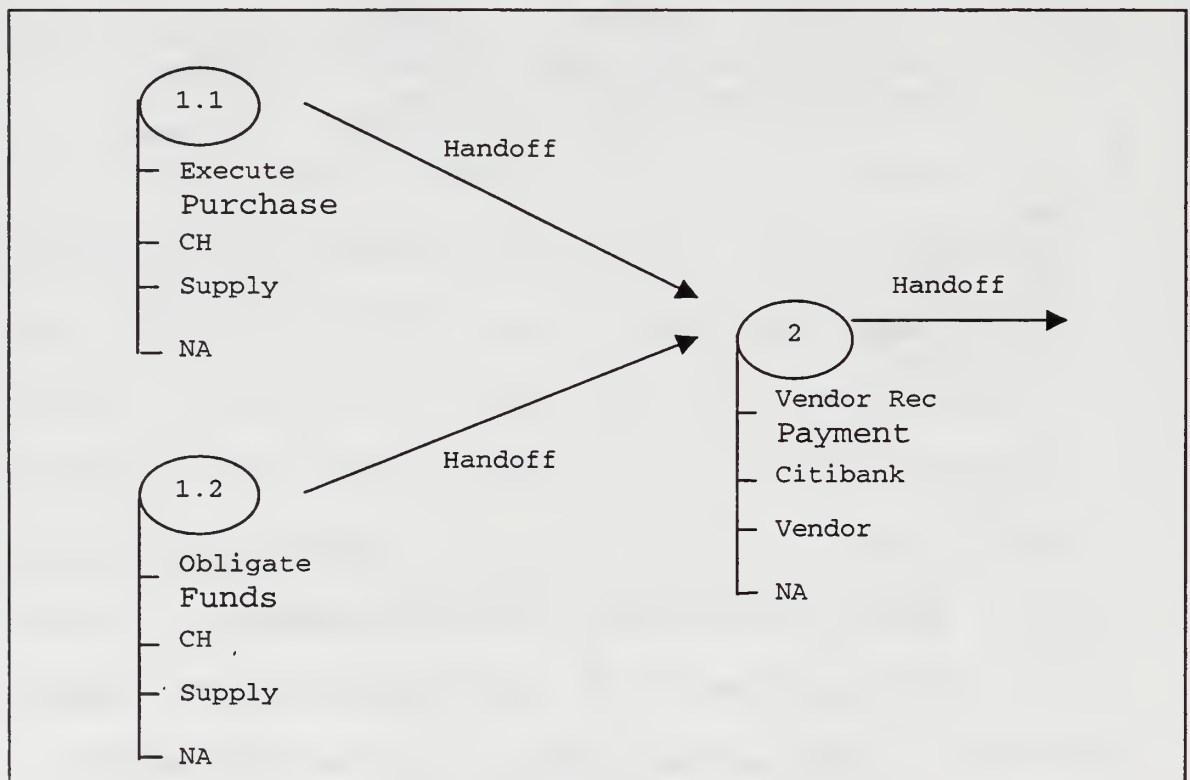 1.1
Handoff
Execute
Purchase
CH
Supply
NA
1.2
Handoff
Obligate
Funds
CH
Supply
NA
Handoff
2
Vendor Rec
Payment
Citibank
Vendor
NA